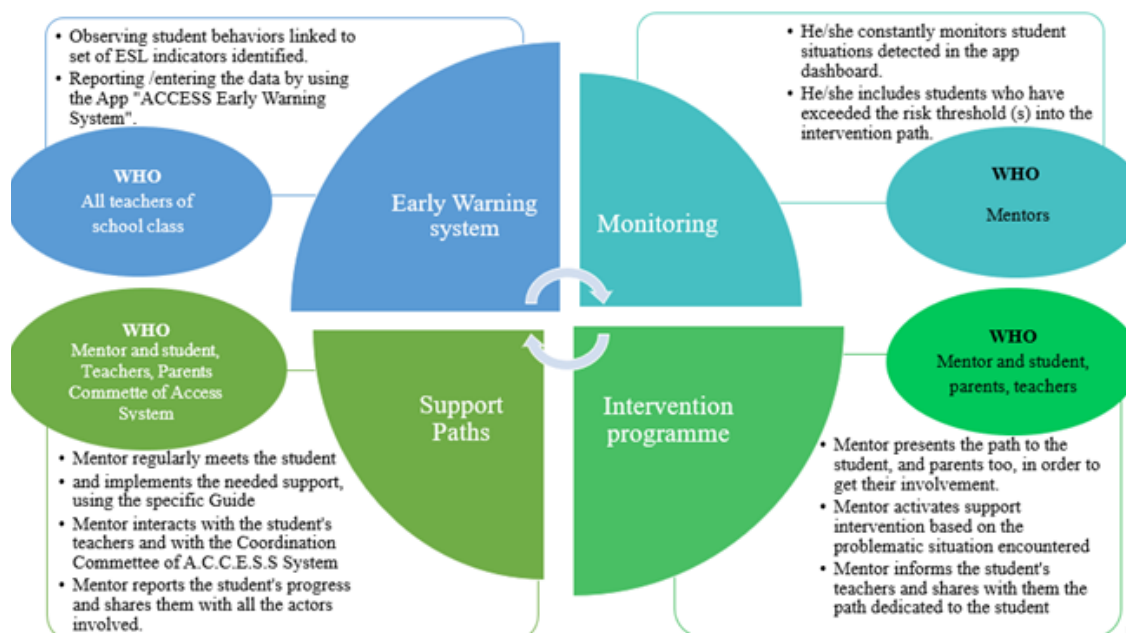 • Observing student behaviors linked to
set of ESL indicators identified.
• Reporting /entering the data by using
the App "ACCESS Early Warning
System".
WHO
All teachers of
school class
Early Warning
system
• He/she constantly monitors student
situations detected in the app
dashboard.
• He/she includes students who have
exceeded the risk threshold (s) into the
intervention path.
Monitoring
WHO
Mentors
WHO
Mentor and student,
Teachers, Parents
Commette of Access
System
Support
Paths
• Mentor regularly meets the student
• and implements the needed support,
using the specific Guide
• Mentor interacts with the student's
teachers and with the Coordination
Commettee of A.C.C.E.S.S System
• Mentor reports the student's progress
and shares them with all the actors
involved.
Intervention
programme
WHO
Mentor and student,
parents, teachers
• Mentor presents the path to the
student, and parents too, in order to
get their involvement.
• Mentor activates support
intervention based on the
problematic situation encountered
• Mentor informs the student's
teachers and shares with them the
path dedicated to the student